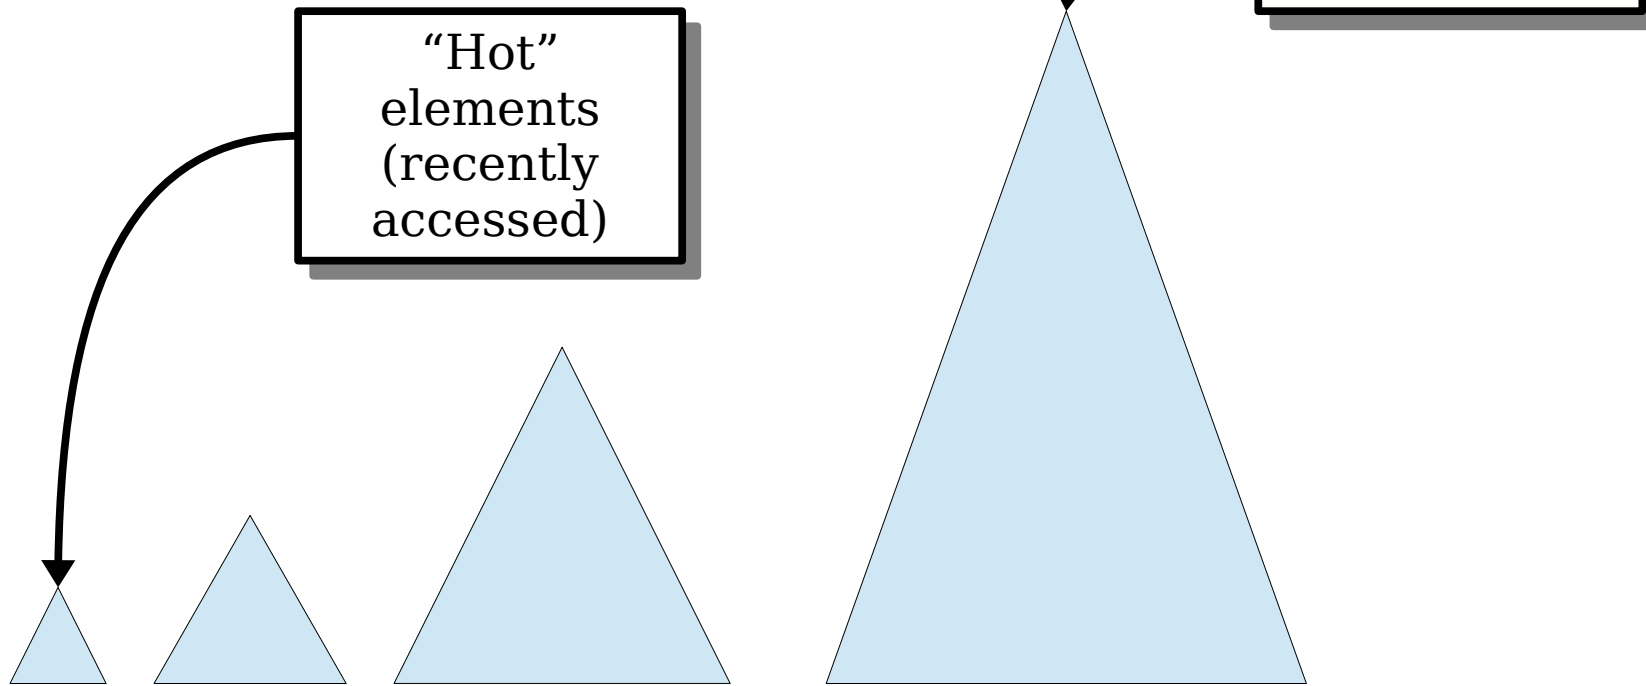 “Hot”
elements
(recently
accessed)